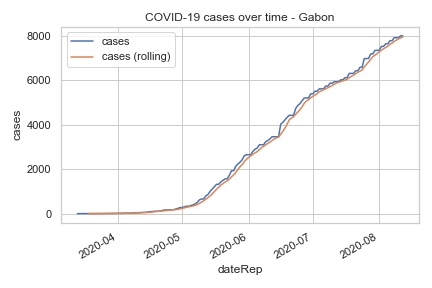 COVID-19 cases over time - Gabon
cases
cases (rolling)
8000
6000
4000
2000
0
cases
2020-04
2020-05
2020-06
2020-07
2020-08
dateRep